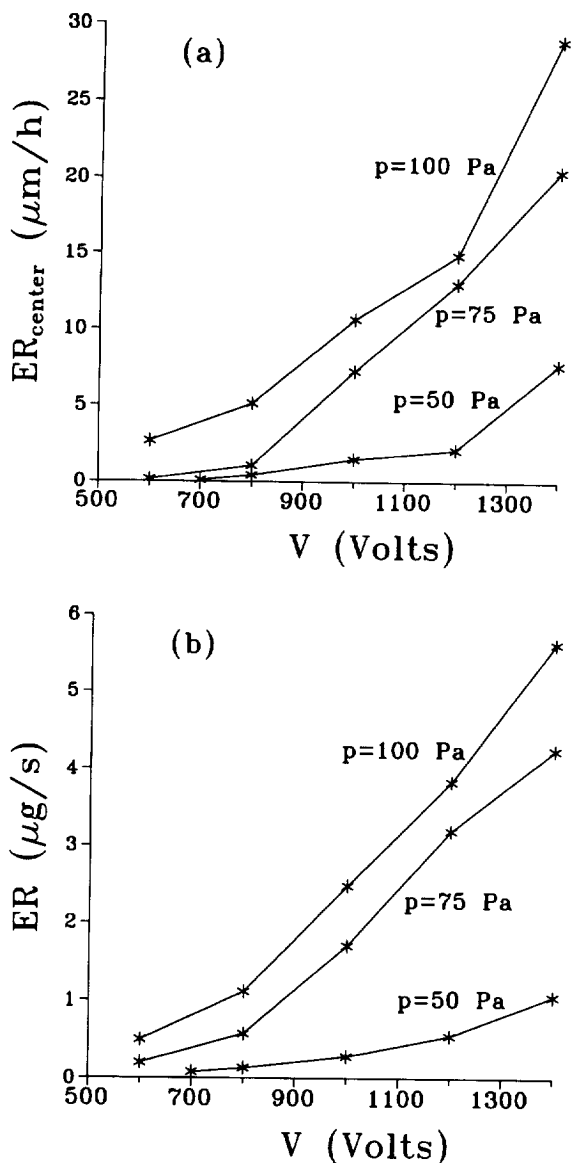 (a)
30
25
20
15
10
5
0
ER_center (μm/h)
p=100 Pa
p=75 Pa
p=50 Pa
500 700 900 1100 1300
V (Volts)
(b)
6
5
4
3
2
1
0
ER (μg/s)
p=100 Pa
p=75 Pa
p=50 Pa
500 700 900 1100 1300
V (Volts)